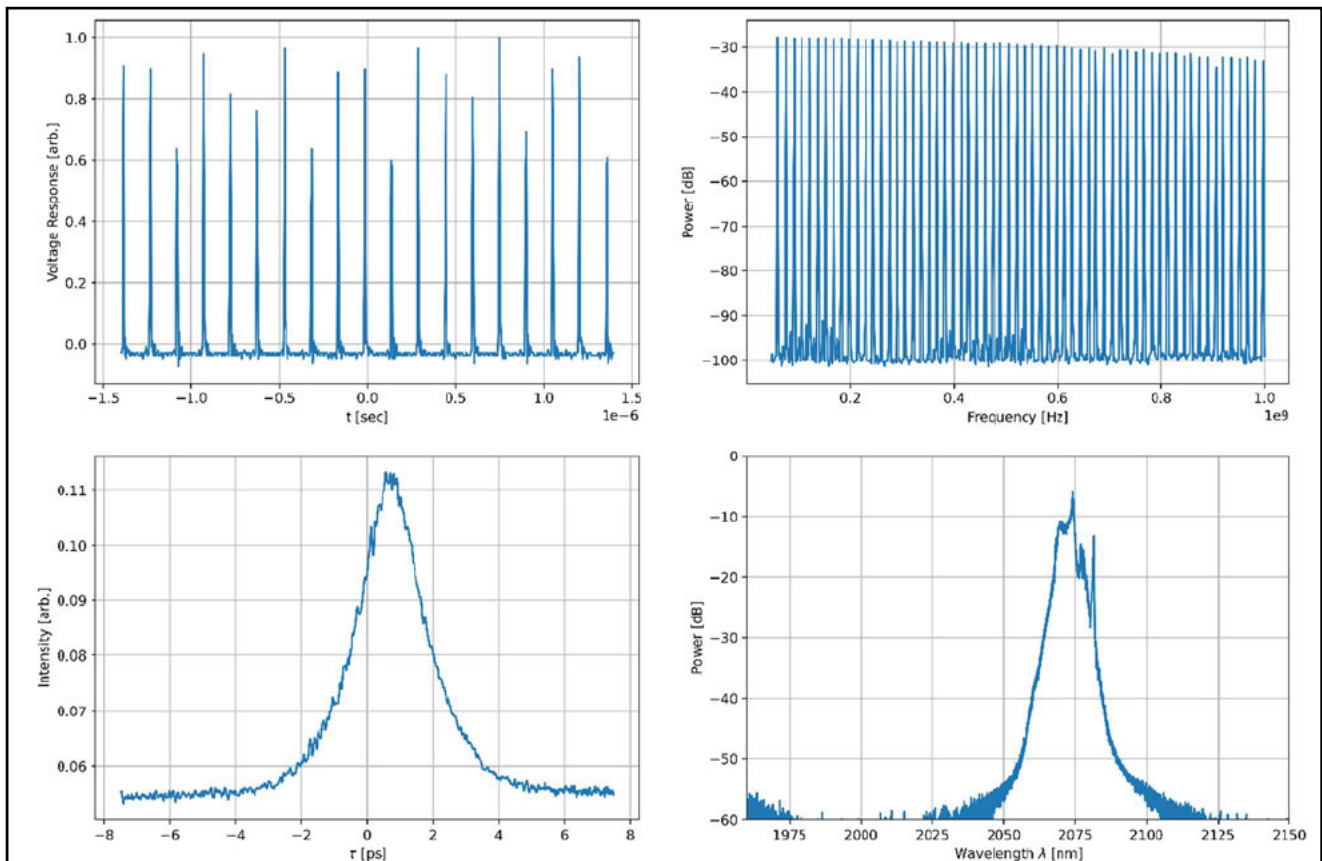 1.0
0.8
0.6
0.4
0.2
0.0
Voltage Response [arb.]
−1.5 −1.0 −0.5 0.0 0.5 1.0 1.5
1e−6
t [sec]
−30
−40
−50
−60
−70
−80
−90
−100
Power [dB]
0.2 0.4 0.6 0.8 1.0
1e9
Frequency [Hz]
0.11
0.10
0.09
0.08
0.07
0.06
Intensity [arb.]
−8 −6 −4 −2 0 2 4 6 8
τ [ps]
0
−10
−20
−30
−40
−50
−60
Power [dB]
1975 2000 2025 2050 2075 2100 2125 2150
Wavelength λ [nm]